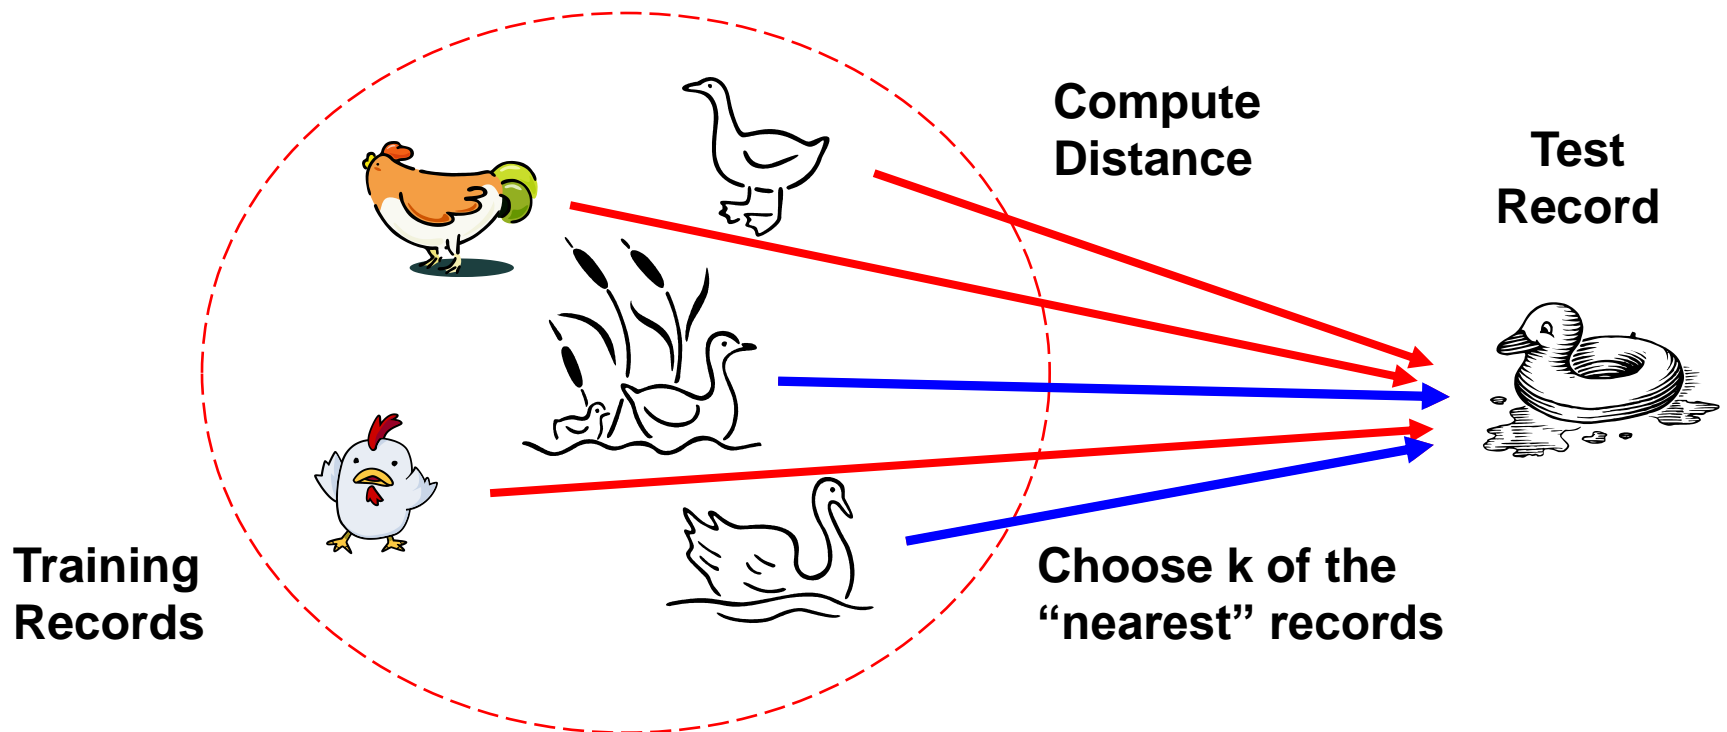 Compute
Distance
Test
Record
Training
Records
Choose k of the
“nearest” records